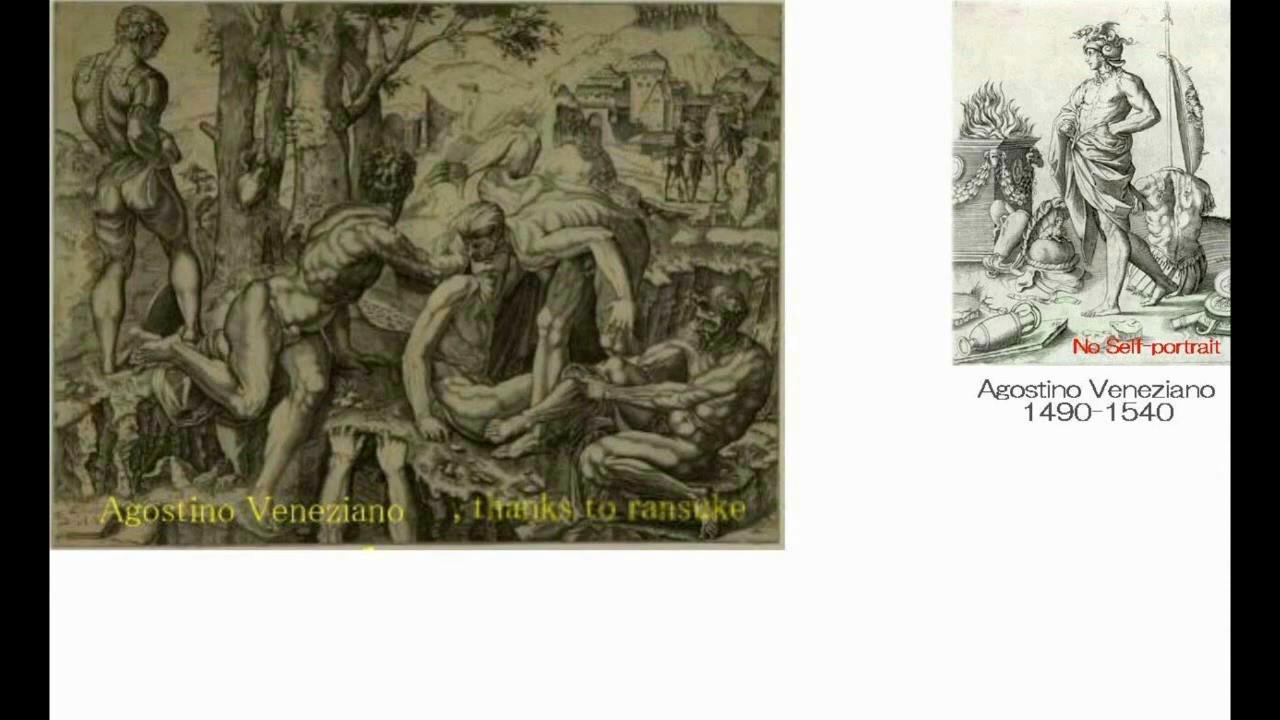 Agostino Veneziano , thanks to ransuke
No Self-portrait
Agostino Veneziano
1490-1540